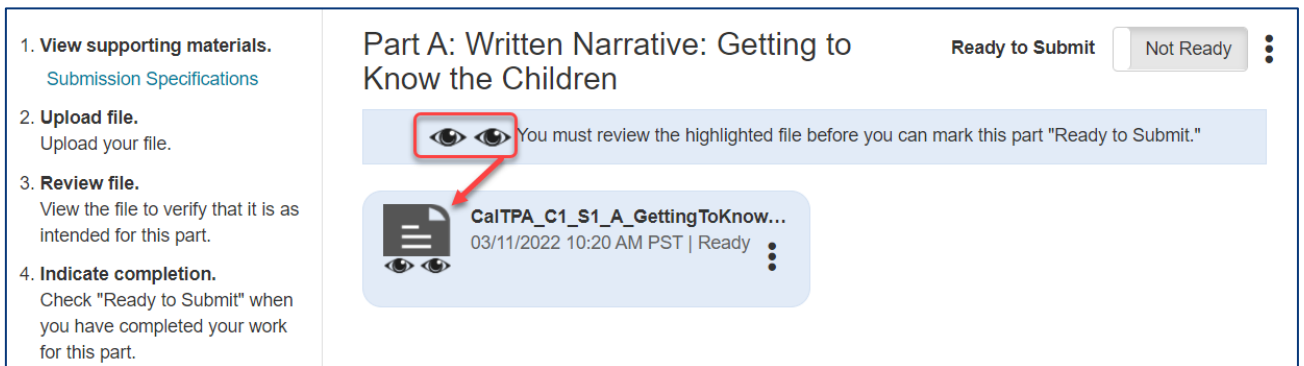 1. View supporting materials.
Submission Specifications
2. Upload file.
Upload your file.
3. Review file.
View the file to verify that it is as
intended for this part.
4. Indicate completion.
Check "Ready to Submit" when
you have completed your work
for this part.
Part A: Written Narrative: Getting to
Know the Children
Ready to Submit
Not Ready
You must review the highlighted file before you can mark this part "Ready to Submit."
CalTPA_C1_S1_A_GettingToKnow...
03/11/2022 10:20 AM PST | Ready